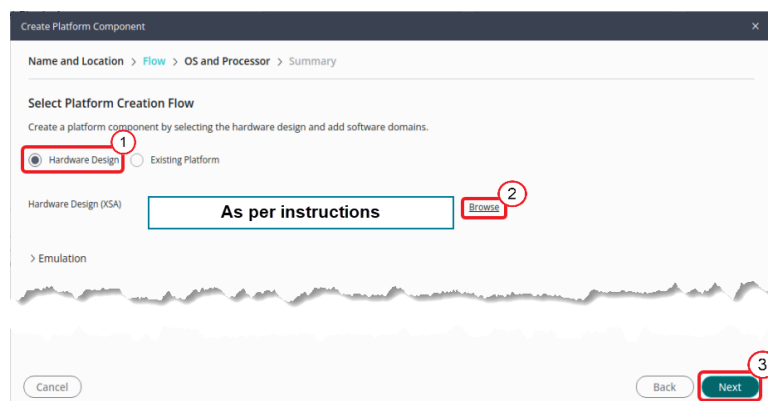 Create Platform Component ×
Name and Location > Flow > OS and Processor > Summary
Select Platform Creation Flow
Create a platform component by selecting the hardware design and add software domains.
1
Hardware Design Existing Platform
2
Hardware Design (XSA) As per instructions Browse
> Emulation
3
Cancel Back Next